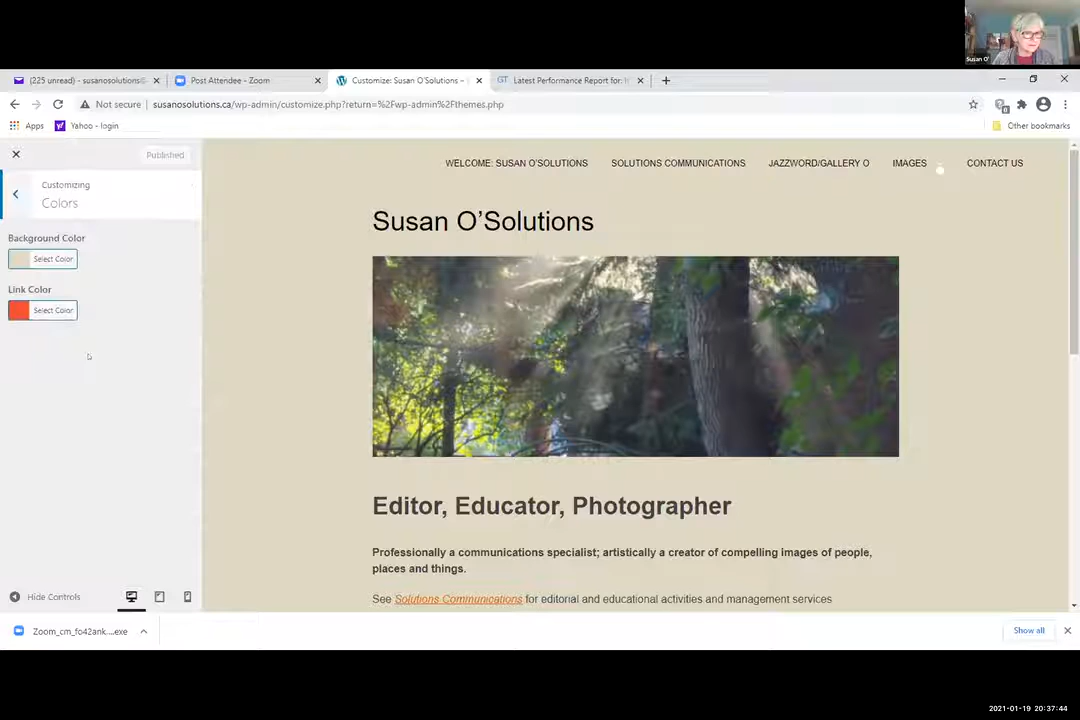 Susan O'
(225 unread) - susanosolutions@
Post Attendee - Zoom
Customize: Susan O'Solutions –
GT Latest Performance Report for: h
Not secure | susanosolutions.ca/wp-admin/customize.php?return=%2Fwp-admin%2Fthemes.php
Apps Yahoo - login Other bookmarks
Published
Customizing
Colors
Background Color
Select Color
Link Color
Select Color
Hide Controls
WELCOME: SUSAN O'SOLUTIONS SOLUTIONS COMMUNICATIONS JAZZWORD/GALLERY O IMAGES CONTACT US
Susan O'Solutions
Editor, Educator, Photographer
Professionally a communications specialist; artistically a creator of compelling images of people,
places and things.
See Solutions Communications for editorial and educational activities and management services
Zoom_cm_fo42ank....exe
Show all
2021-01-19 20:37:44